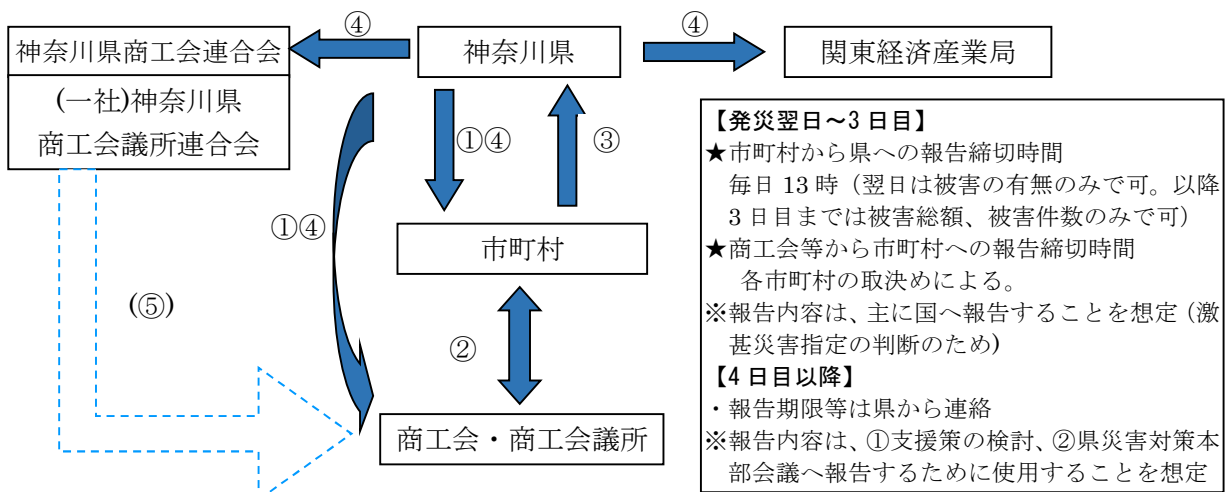 ④
④
神奈川県商工会連合会
神奈川県
関東経済産業局
(一社)神奈川県
商工会議所連合会
①④
③
①④
市町村
(⑤)
②
商工会・商工会議所
【発災翌日～3 日目】
★市町村から県への報告締切時間
毎日 13 時（翌日は被害の有無のみで可。以降
3 日目までは被害総額、被害件数のみで可）
★商工会等から市町村への報告締切時間
各市町村の取決めによる。
※報告内容は、主に国へ報告することを想定（激
甚災害指定の判断のため)
【4 日目以降】
・報告期限等は県から連絡
※報告内容は、①支援策の検討、②県災害対策本
部会議へ報告するために使用することを想定